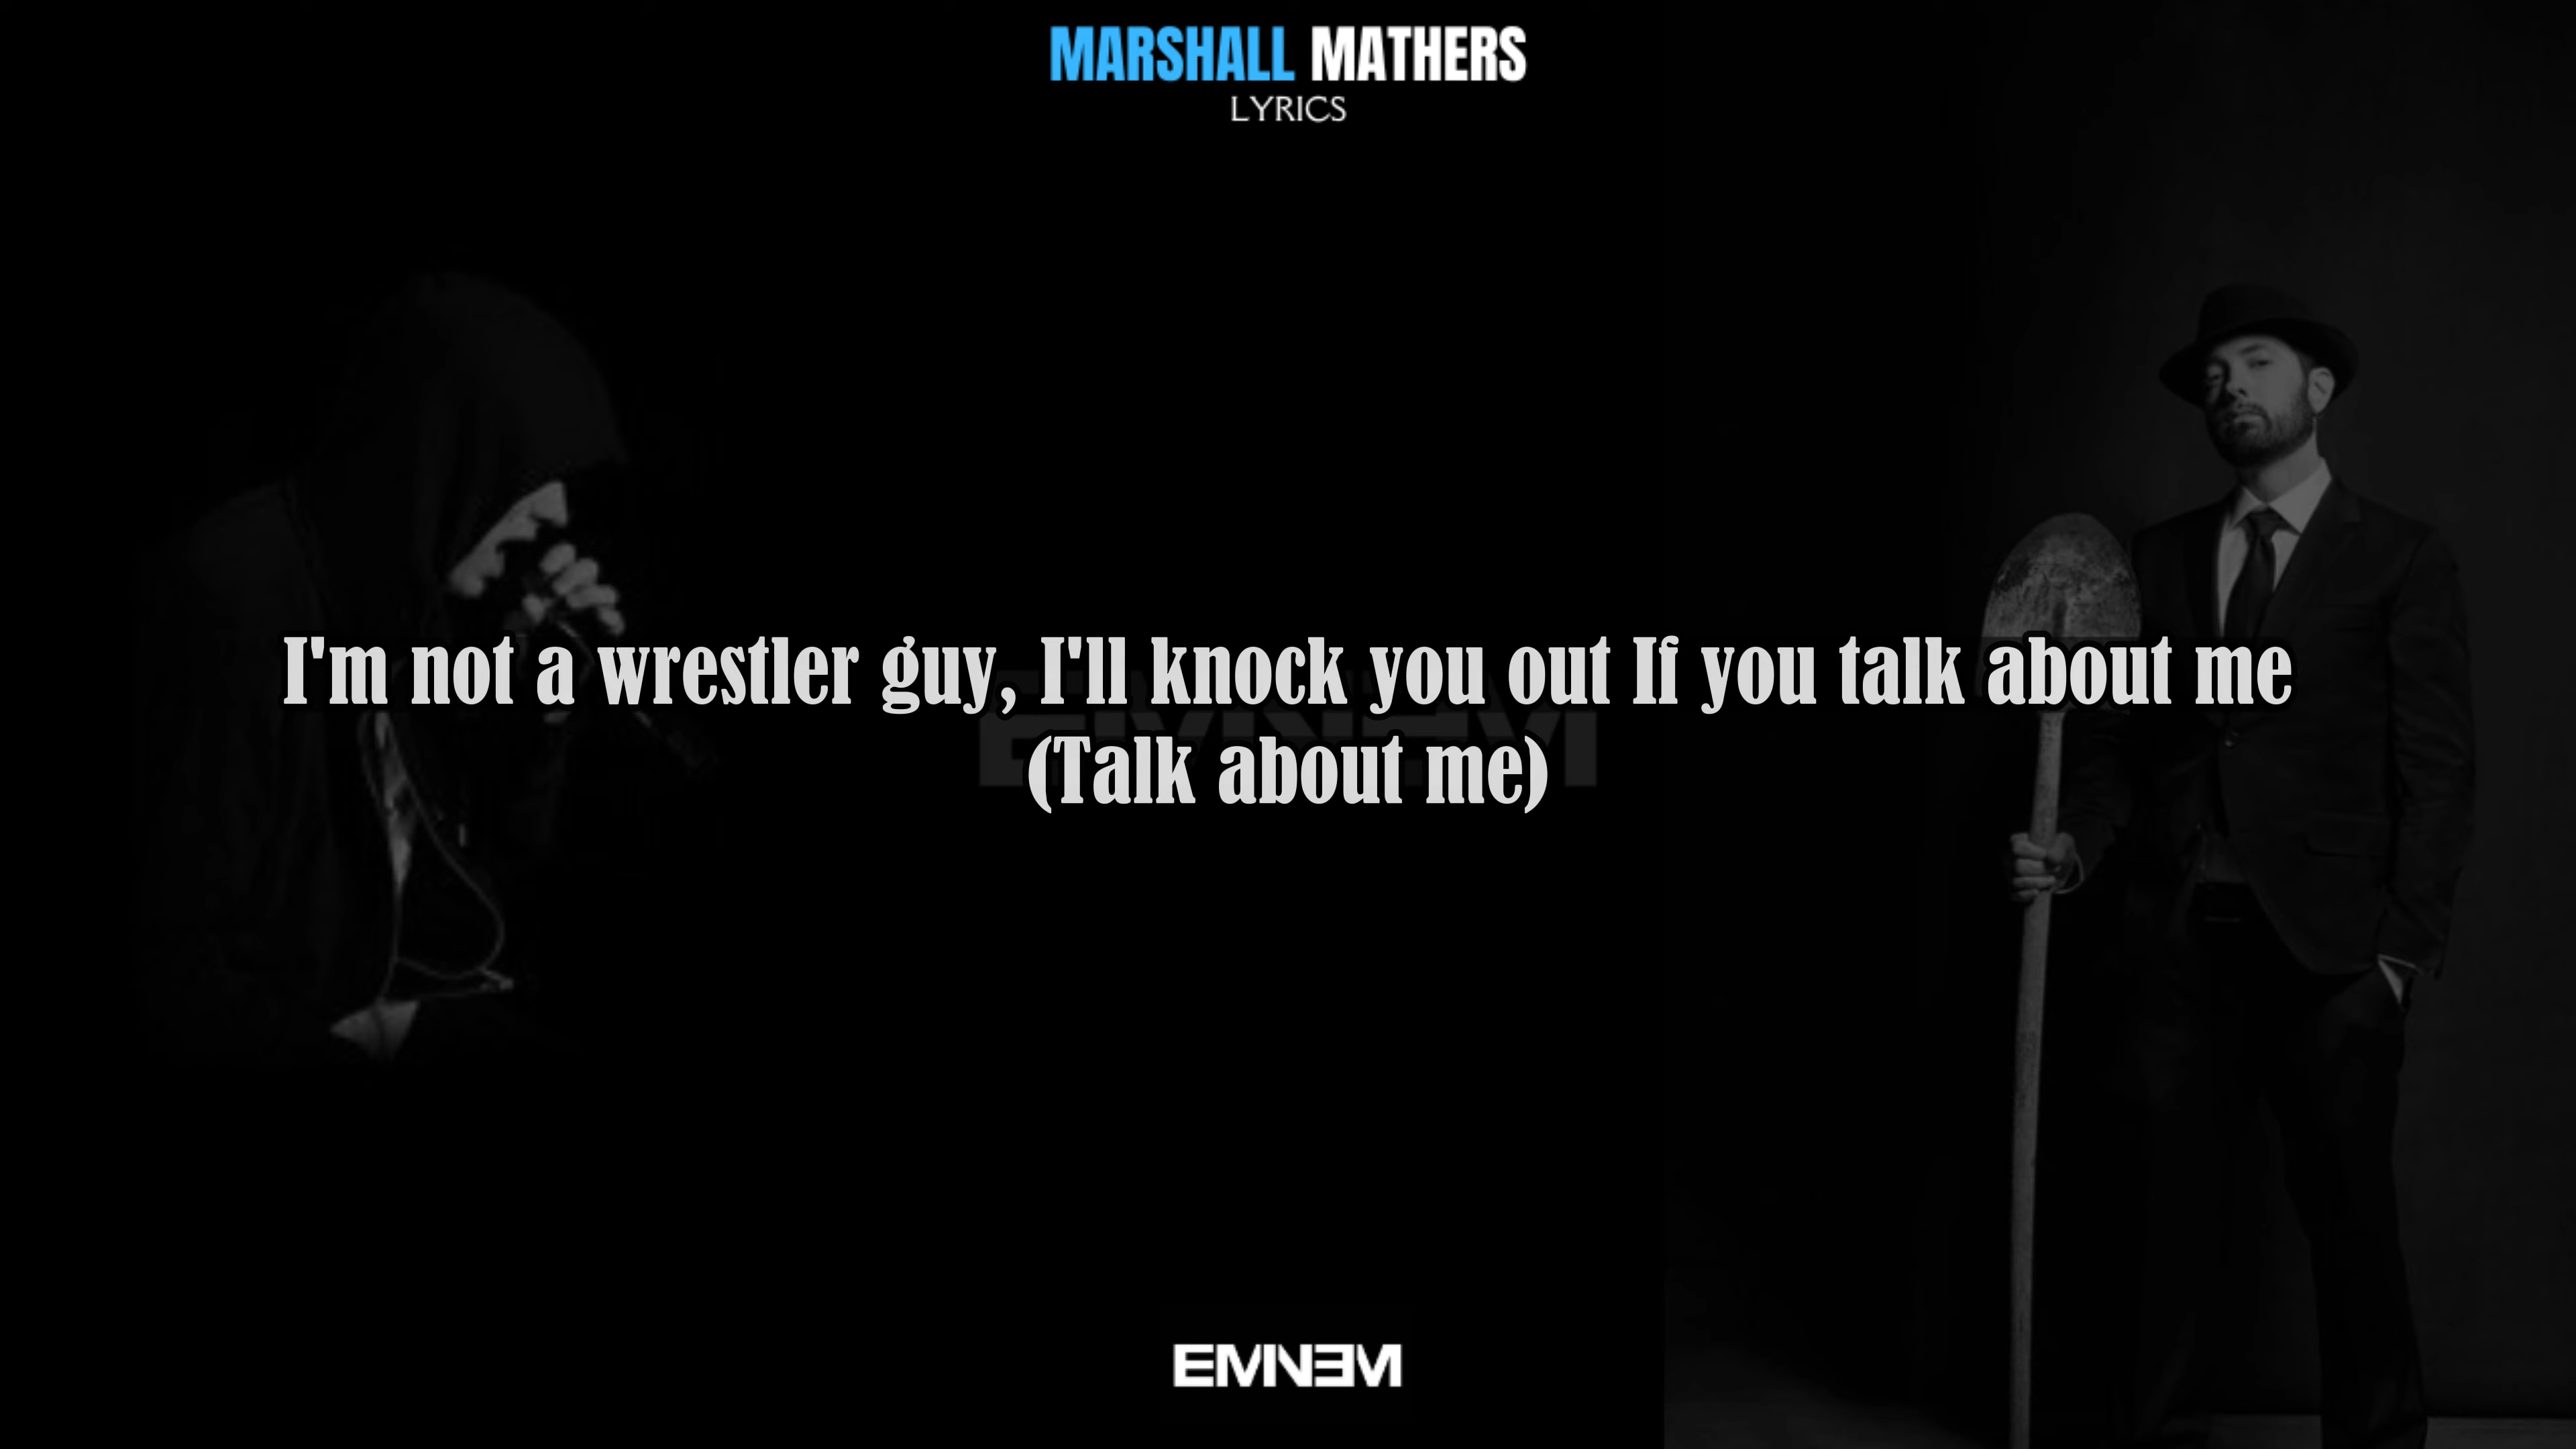 MARSHALL MATHERS
LYRICS
I'm not a wrestler guy, I'll knock you out If you talk about me
(Talk about me)
EMINEM
EMINEM